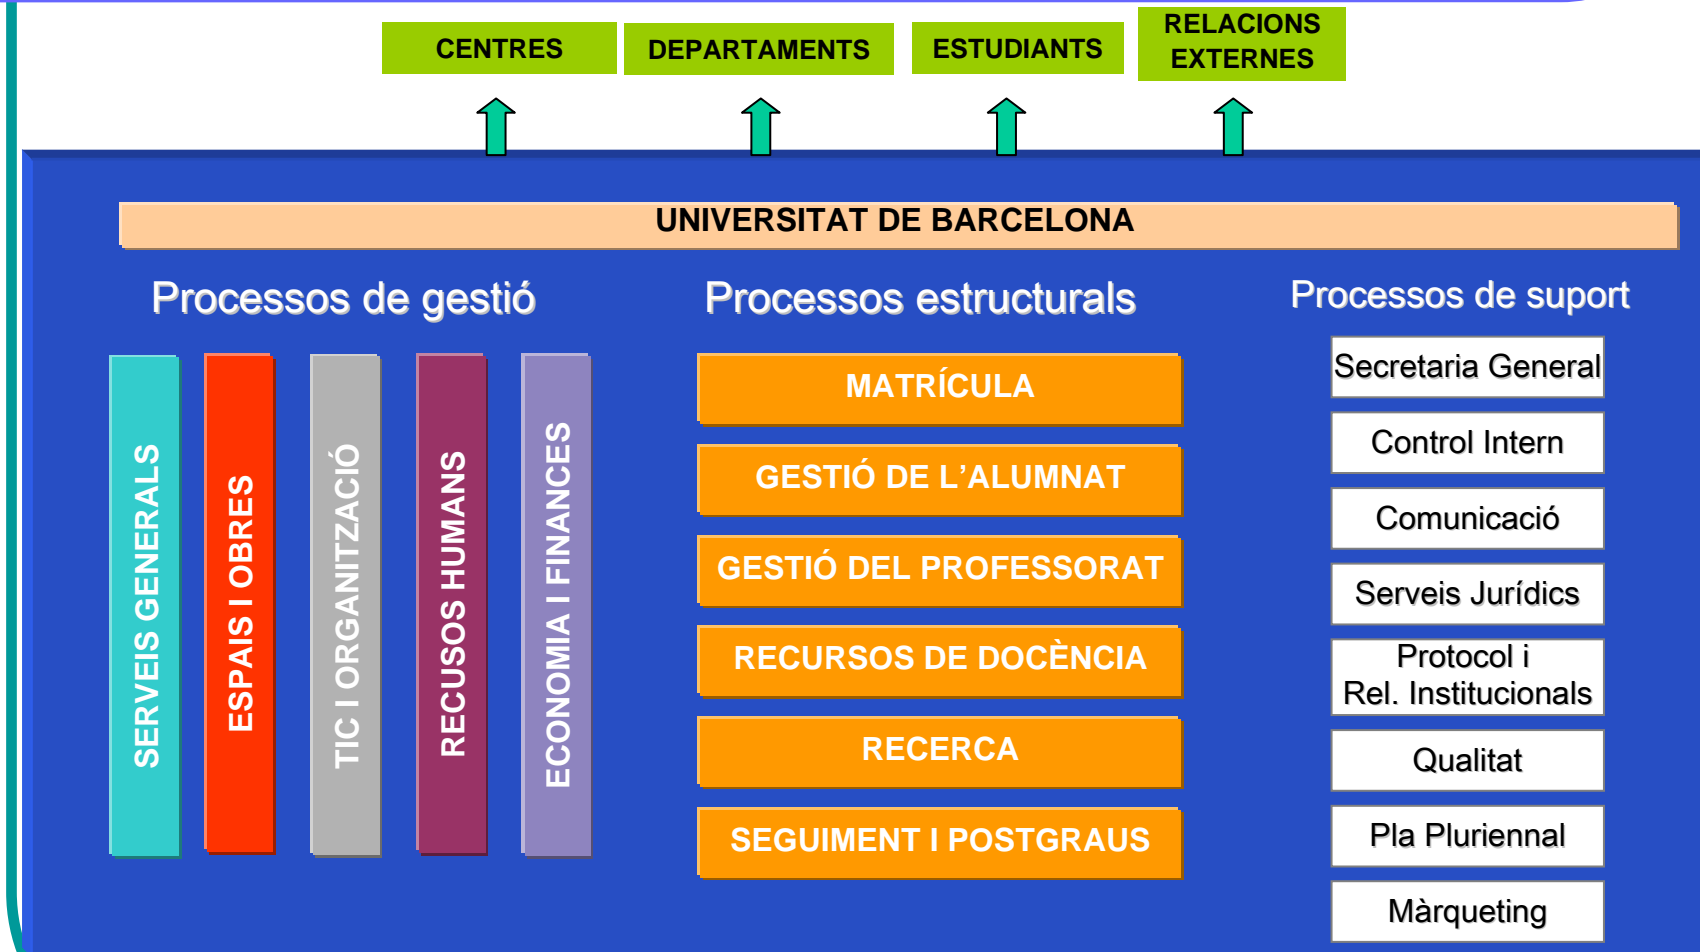 CENTRES
DEPARTAMENTS
ESTUDIANTS
RELACIONS
EXTERNES
UNIVERSITAT DE BARCELONA
Processos de gestió
SERVEIS GENERALS
ESPAIS I OBRES
TIC I ORGANITZACIÓ
RECUSOS HUMANS
ECONOMIA I FINANCES
Processos estructurals
MATRÍCULA
GESTIÓ DE L’ALUMNAT
GESTIÓ DEL PROFESSORAT
RECURSOS DE DOCÈNCIA
RECERCA
SEGUIMENT I POSTGRAUS
Processos de suport
Secretaria General
Control Intern
Comunicació
Serveis Jurídics
Protocol i
Rel. Institucionals
Qualitat
Pla Pluriennal
Màrqueting